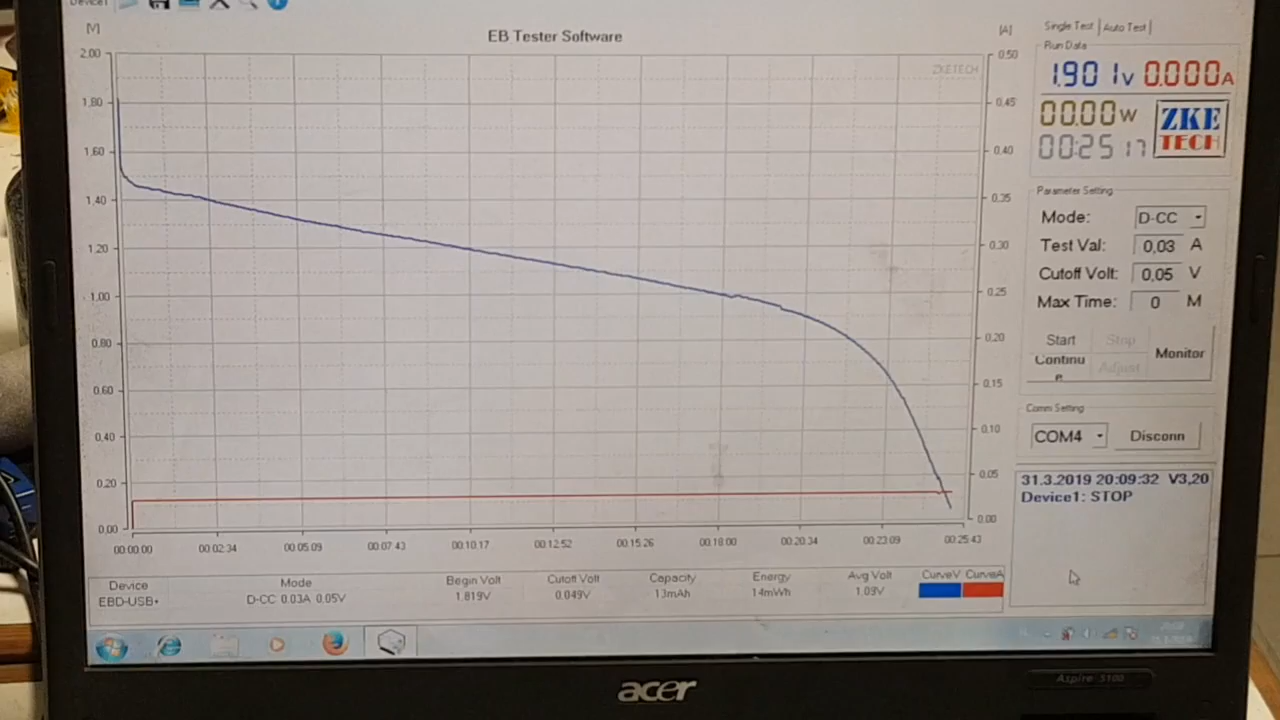 Device1
[V]
EB Tester Software
[A]
2,00
1,80
1,60
1,40
1,20
1,00
0,80
0,60
0,40
0,20
0,00
0,50
0,45
0,40
0,35
0,30
0,25
0,20
0,15
0,10
0,05
0,00
ZKETECH
00:00:00
00:02:34
00:05:09
00:07:43
00:10:17
00:12:52
00:15:26
00:18:00
00:20:34
00:23:09
00:25:43
Device
Mode
Begin Volt
Cutoff Volt
Capacity
Energy
Avg Volt
CurveV
CurveA
EBD-USB+
D-CC 0.03A 0.05V
1.819V
0.049V
13mAh
14mWh
1.09V
Single Test
Auto Test
Run Data
1.901V 0.000A
00.00W
00:25 17
ZKE
TECH
Parameter Setting
Mode: D-CC
Test Val: 0,03 A
Cutoff Volt: 0,05 V
Max Time: 0 M
Start
Stop
Continu
e
Adjust
Monitor
Comm Setting
COM4
Disconn
31.3.2019 20:09:32 V3,20
Device1: STOP
acer
Aspire 5100